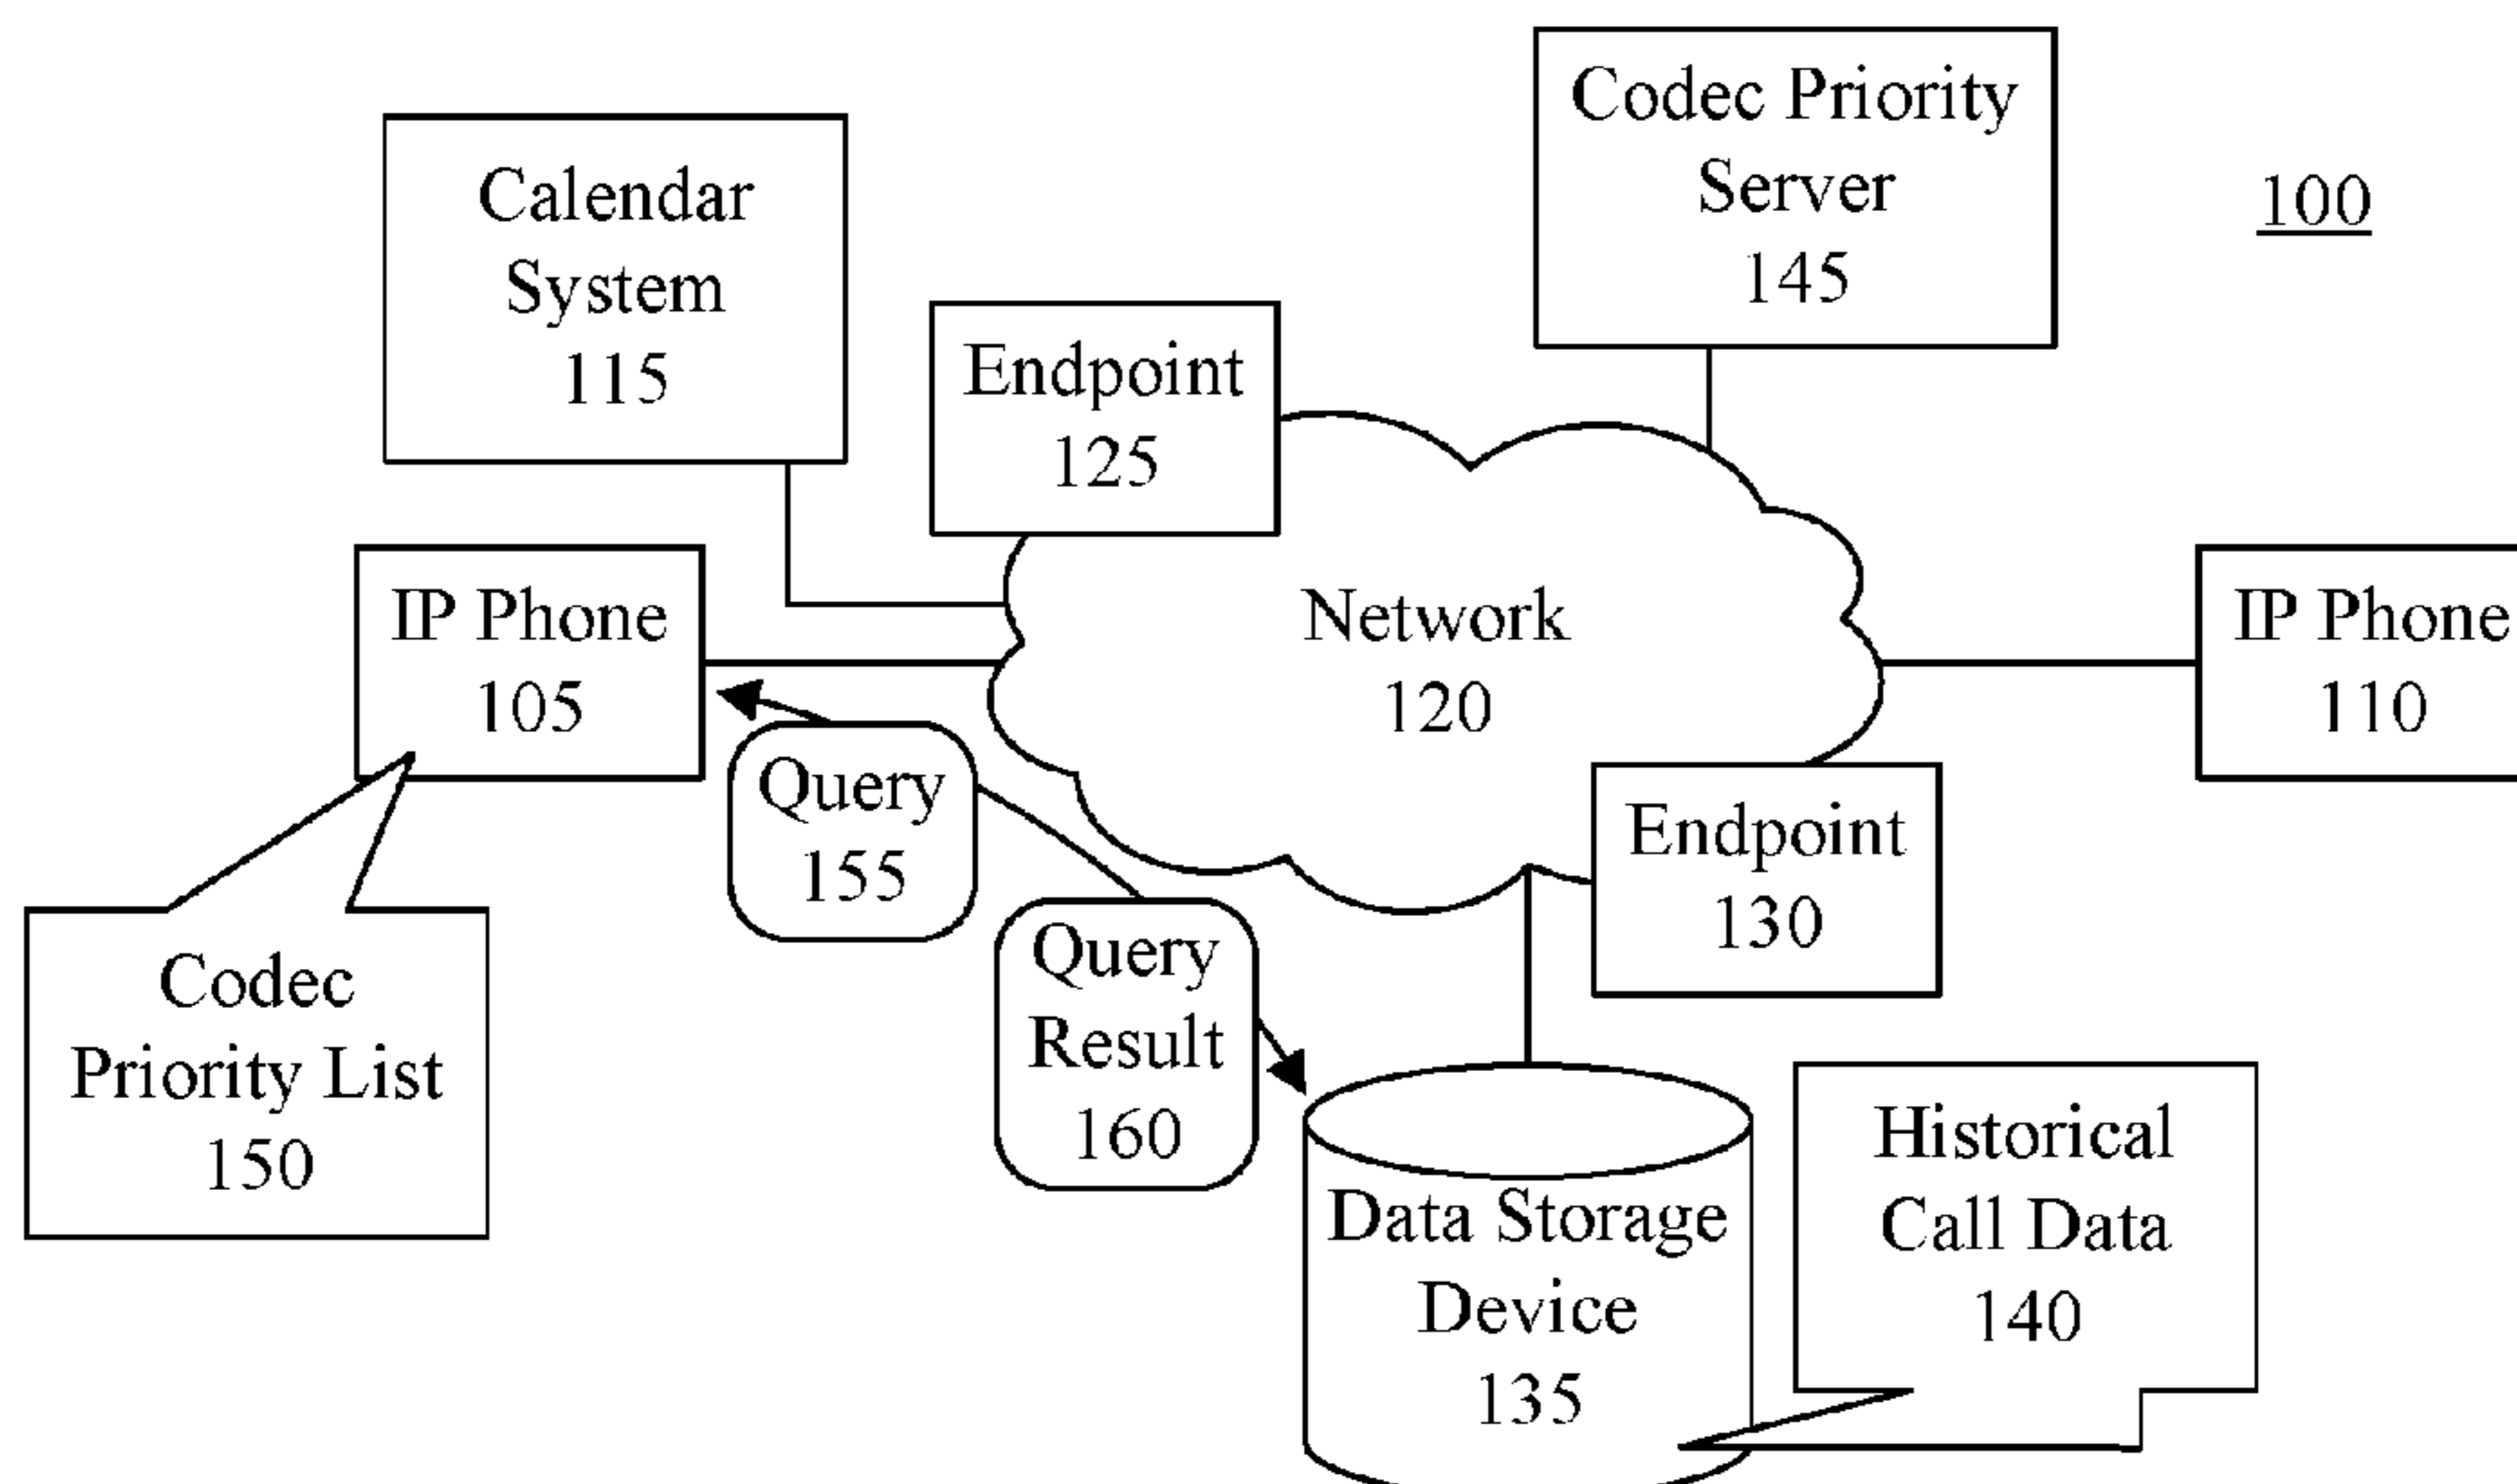 Codec Priority
Server
145
100
Calendar
System
115
Endpoint
125
IP Phone
105
Network
120
IP Phone
110
Query
155
Endpoint
130
Codec
Priority List
150
Query
Result
160
Data Storage
Device
135
Historical
Call Data
140